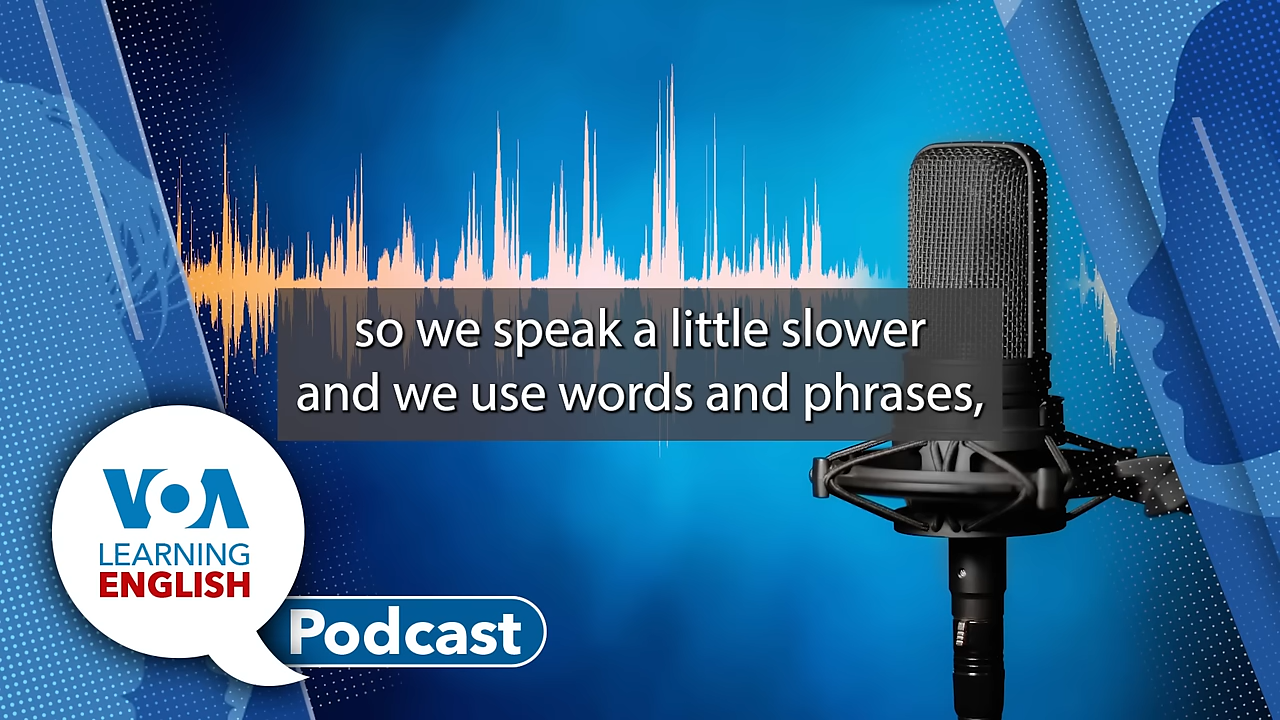 so we speak a little slower
and we use words and phrases,
VOA
LEARNING
ENGLISH
Podcast